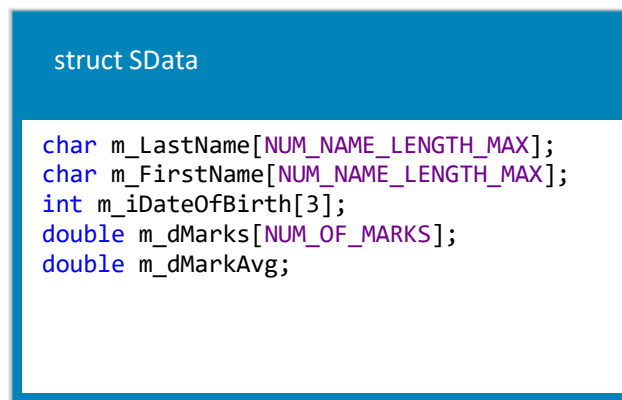 struct SData
char m_LastName[NUM_NAME_LENGTH_MAX];
char m_FirstName[NUM_NAME_LENGTH_MAX];
int m_iDateOfBirth[3];
double m_dMarks[NUM_OF_MARKS];
double m_dMarkAvg;